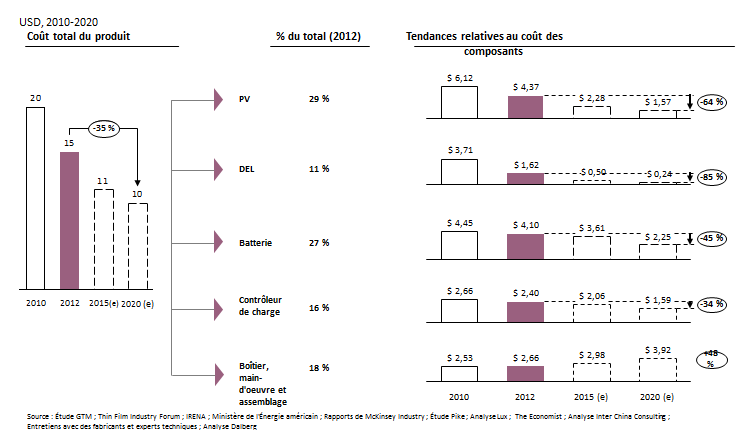 USD, 2010-2020
Coût total du produit
% du total (2012)
Tendances relatives au coût des
composants
20
15
-35 %
11
10
2010
2012
2015(e)
2020 (e)
PV
29 %
$ 6,12
$ 4,37
$ 2,28
$ 1,57
-64 %
DEL
11 %
$ 3,71
$ 1,62
$ 0,50
$ 0,24
-85 %
Batterie
27 %
$ 4,45
$ 4,10
$ 3,61
$ 2,25
-45 %
Contrôleur
de charge
16 %
$ 2,66
$ 2,40
$ 2,06
$ 1,59
-34 %
Boîtier,
main-
d'oeuvre et
assemblage
18 %
$ 2,53
$ 2,66
$ 2,98
$ 3,92
+48
%
2010
2012
2015 (e)
2020 (e)
Source : Étude GTM ; Thin Film Industry Forum ; IRENA ; Ministère de l'Énergie américain ; Rapports de McKinsey Industry ; Étude Pike ; Analyse Lux ; The Economist ; Analyse Inter China Consulting ;
Entretiens avec des fabricants et experts techniques ; Analyse Dalberg